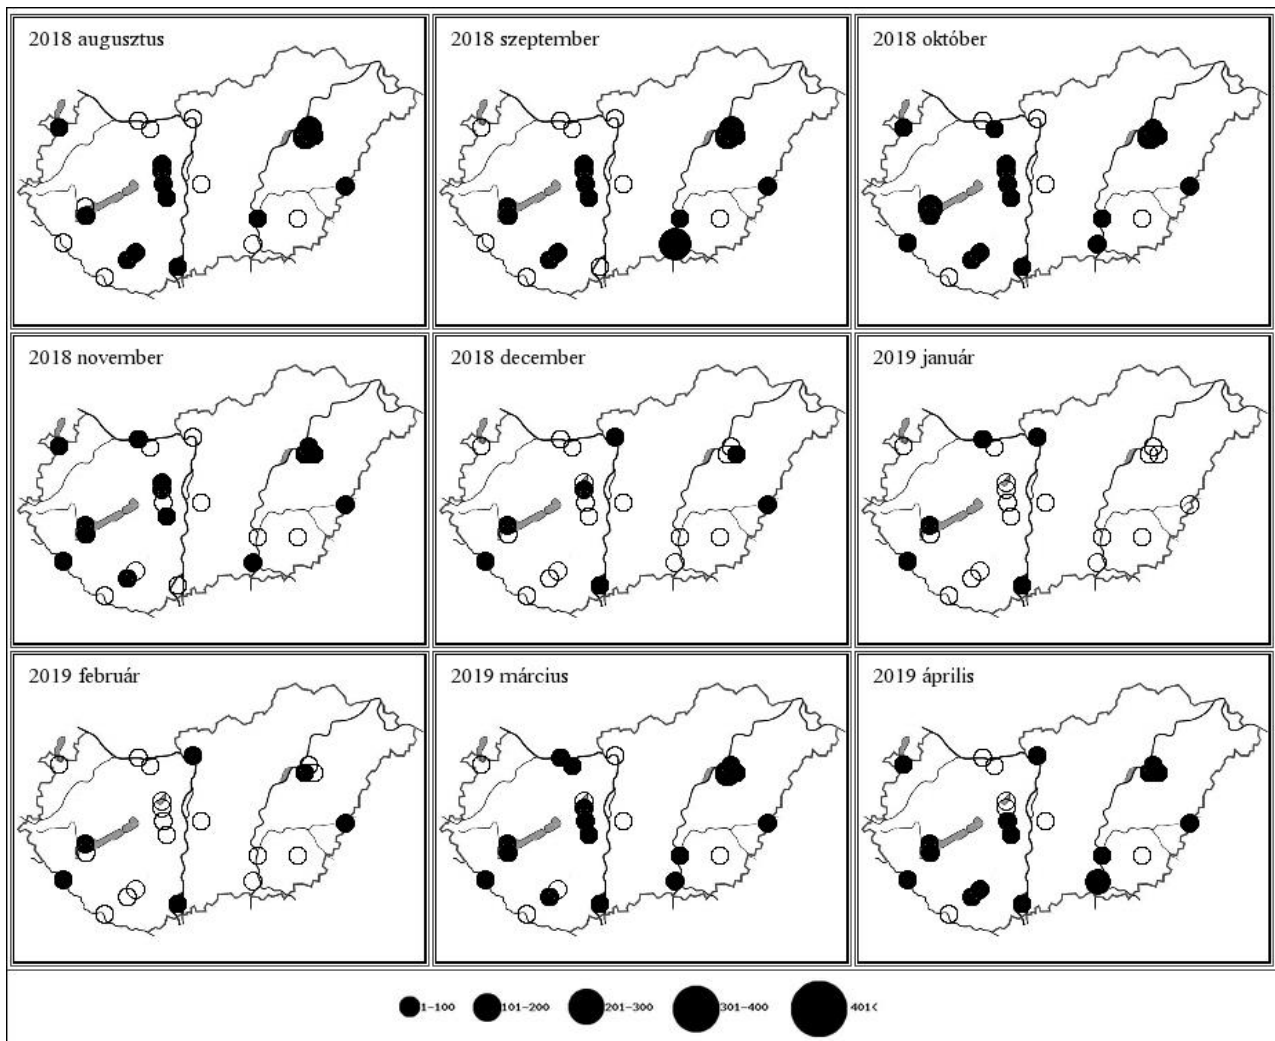 2018 augusztus
2018 szeptember
2018 október
2018 november
2018 december
2019 január
2019 február
2019 március
2019 április
1-100 101-200 201-300 301-400 401<